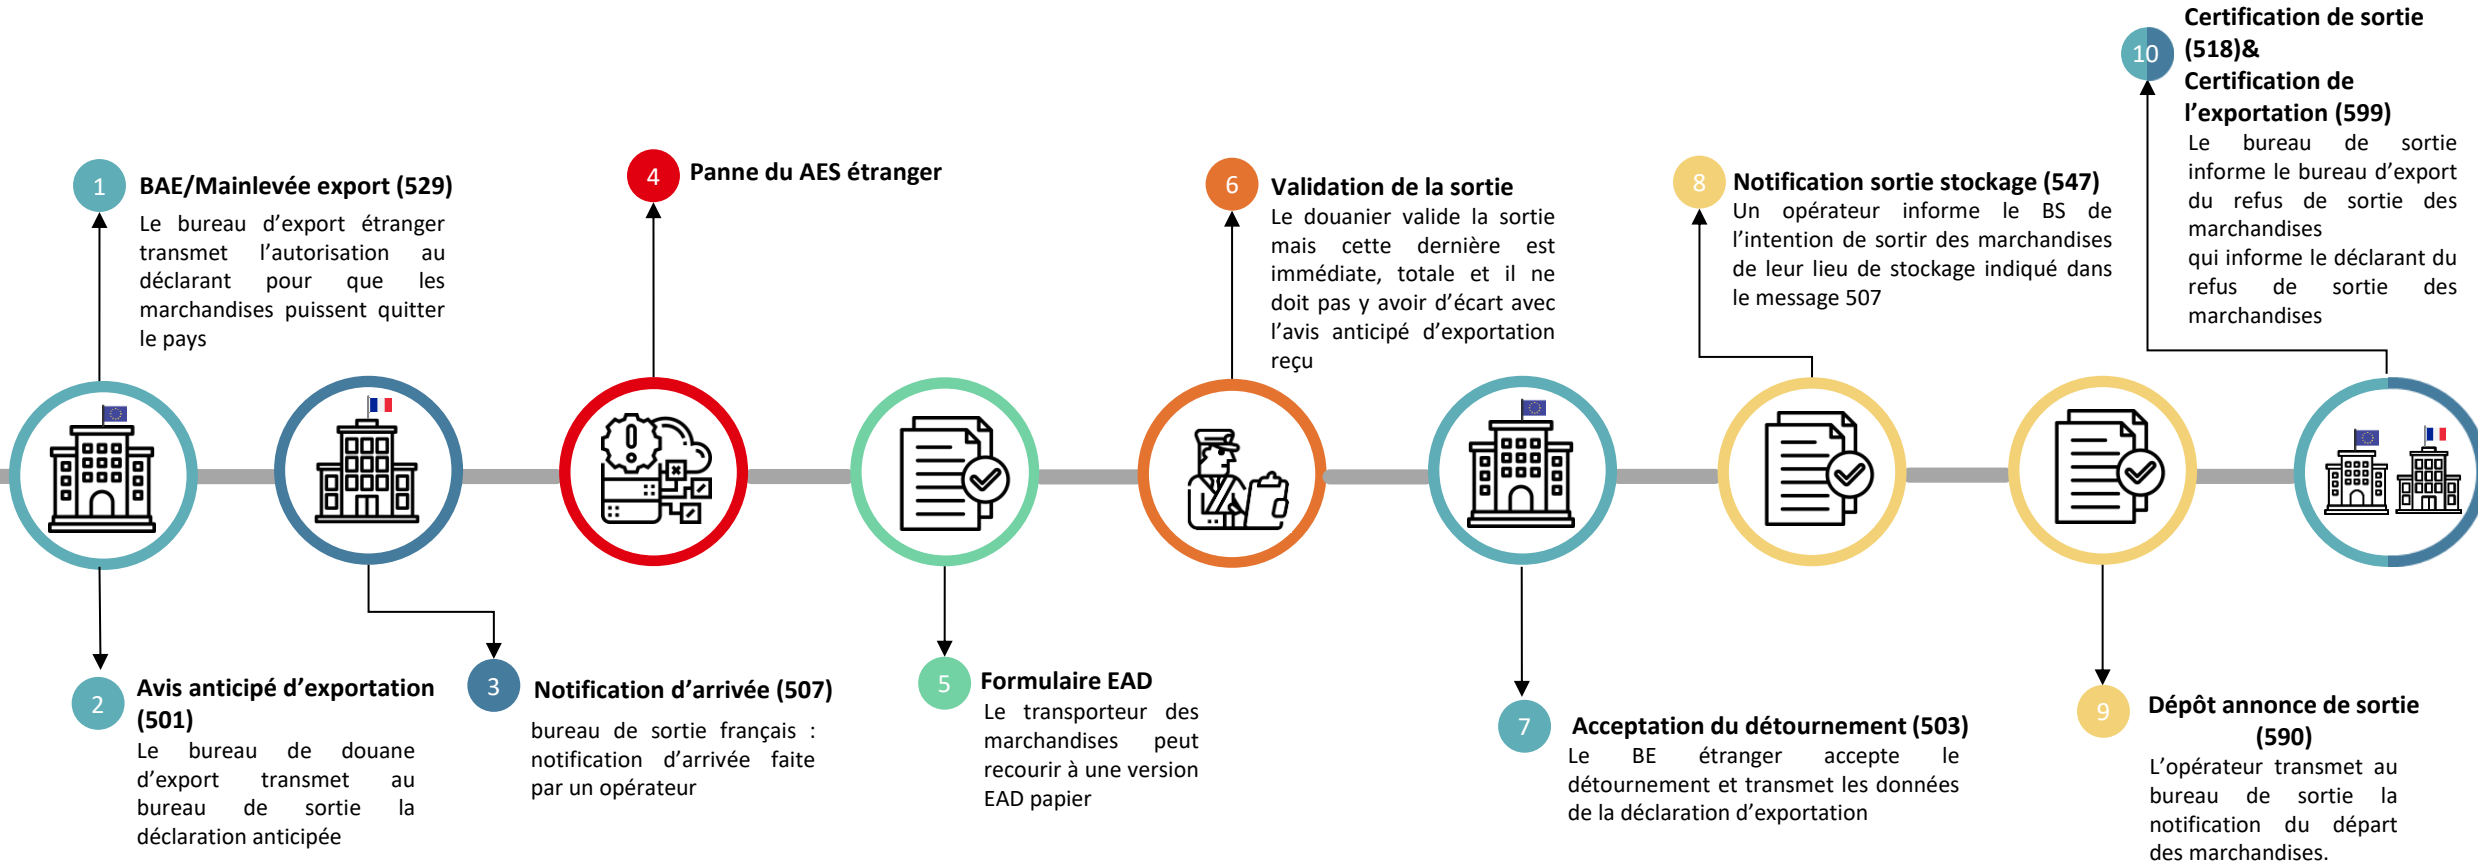 1
BAE/Mainlevée export (529)
Le bureau d’export étranger
transmet l’autorisation au
déclarant pour que les
marchandises puissent quitter
le pays
2
Avis anticipé d’exportation
(501)
Le bureau de douane
d’export transmet au
bureau de sortie la
déclaration anticipée
3
Notification d’arrivée (507)
bureau de sortie français :
notification d’arrivée faite
par un opérateur
4
Panne du AES étranger
5
Formulaire EAD
Le transporteur des
marchandises peut
recourir à une version
EAD papier
6
Validation de la sortie
Le douanier valide la sortie
mais cette dernière est
immédiate, totale et il ne
doit pas y avoir d’écart avec
l’avis anticipé d’exportation
reçu
7
Acceptation du détournement (503)
Le BE étranger accepte le
détournement et transmet les données
de la déclaration d’exportation
8
Notification sortie stockage (547)
Un opérateur informe le BS de
l’intention de sortir des marchandises
de leur lieu de stockage indiqué dans
le message 507
9
Dépôt annonce de sortie
(590)
L’opérateur transmet au
bureau de sortie la
notification du départ
des marchandises.
10
Certification de sortie
(518)&
Certification de
l’exportation (599)
Le bureau de sortie
informe le bureau d’export
du refus de sortie des
marchandises
qui informe le déclarant du
refus de sortie des
marchandises